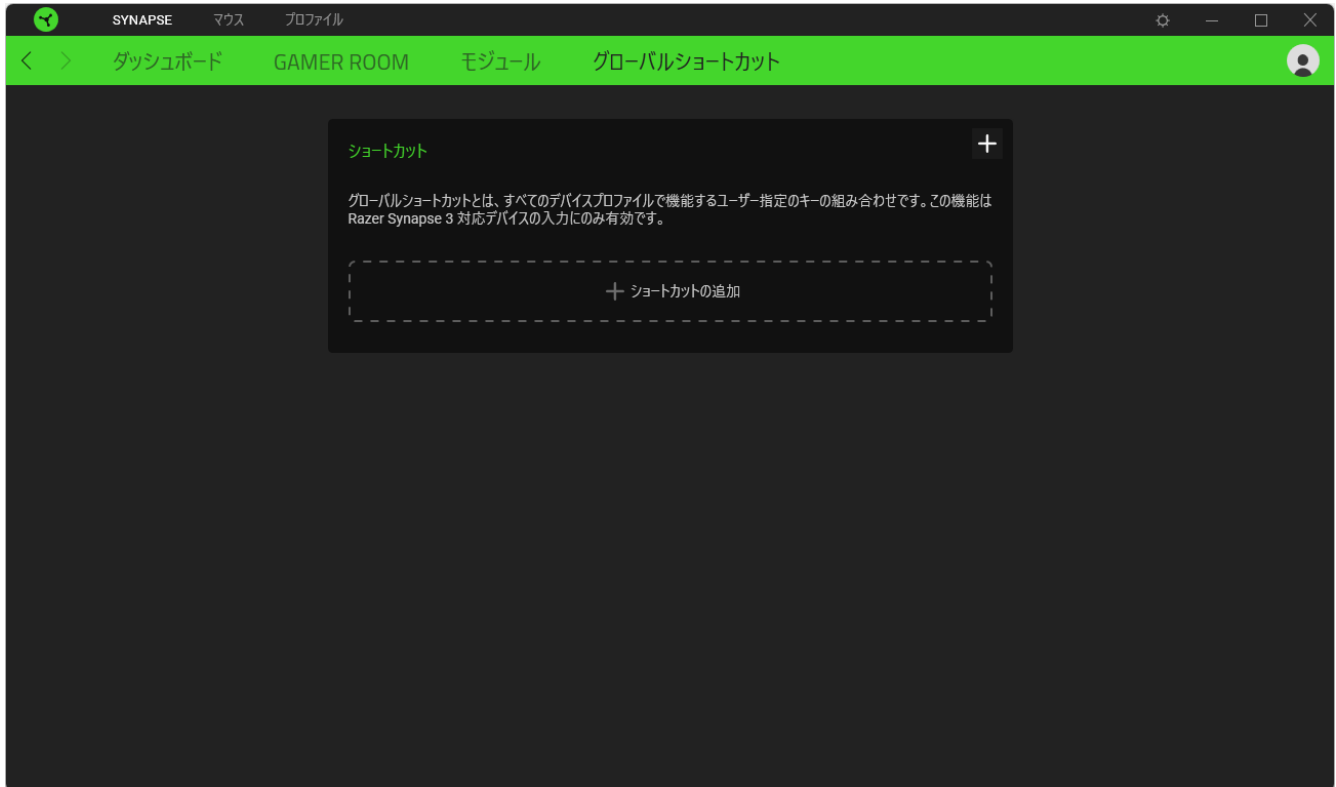 SYNAPSE マウス プロファイル
ダッシュボード GAMER ROOM モジュール グローバルショートカット
ショートカット
グローバルショートカットとは、すべてのデバイスプロファイルで機能するユーザー指定のキーの組み合わせです。この機能は
Razer Synapse 3 対応デバイスの入力にのみ有効です。
ショートカットの追加